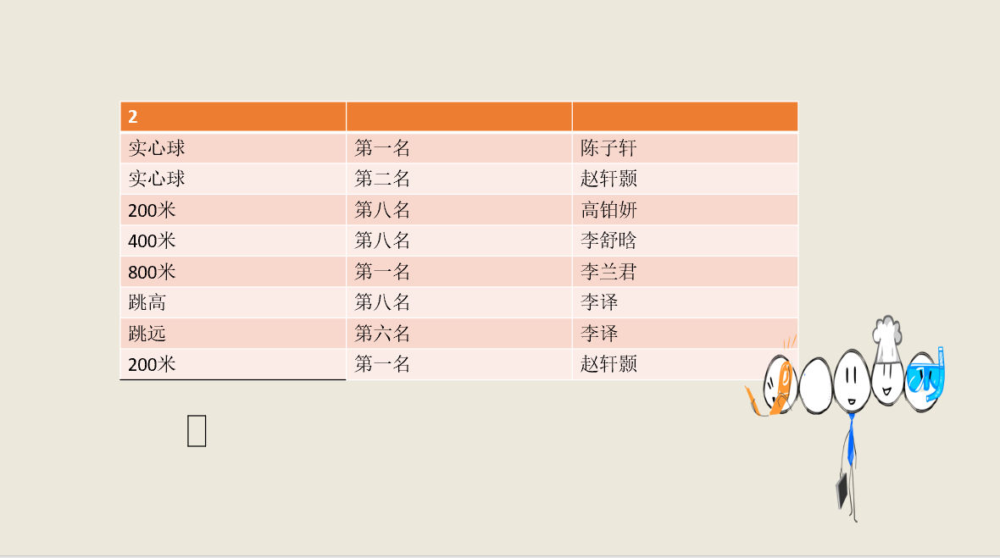 2
实心球 第一名 陈子轩
实心球 第二名 赵轩颢
200米 第八名 高铂妍
400米 第八名 李舒晗
800米 第一名 李兰君
跳高 第八名 李译
跳远 第六名 李译
200米 第一名 赵轩颢